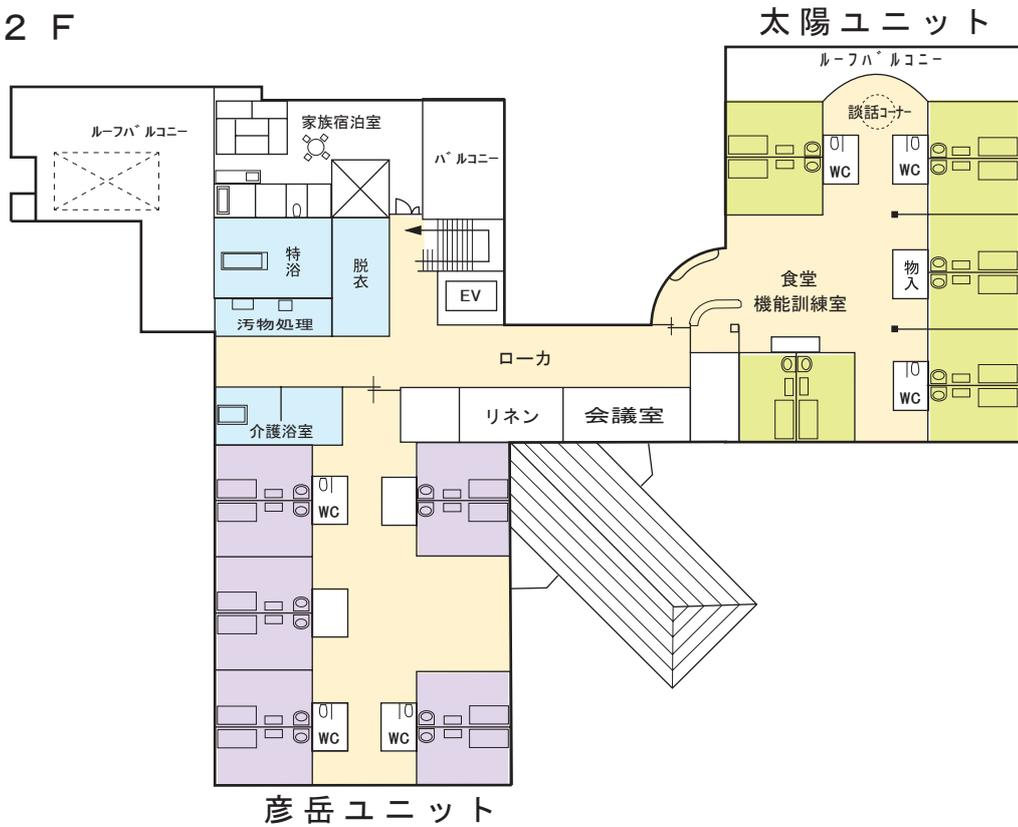 2 F
太陽ユニット
ルーフバルコニー
談話コーナー
家族宿泊室
ルーフバルコニー
バルコニー
WC
WC
特浴
脱衣
物入
食堂
機能訓練室
EV
汚物処理
ローカ
WC
リネン
会議室
介護浴室
WC
WC
WC
彦岳ユニット